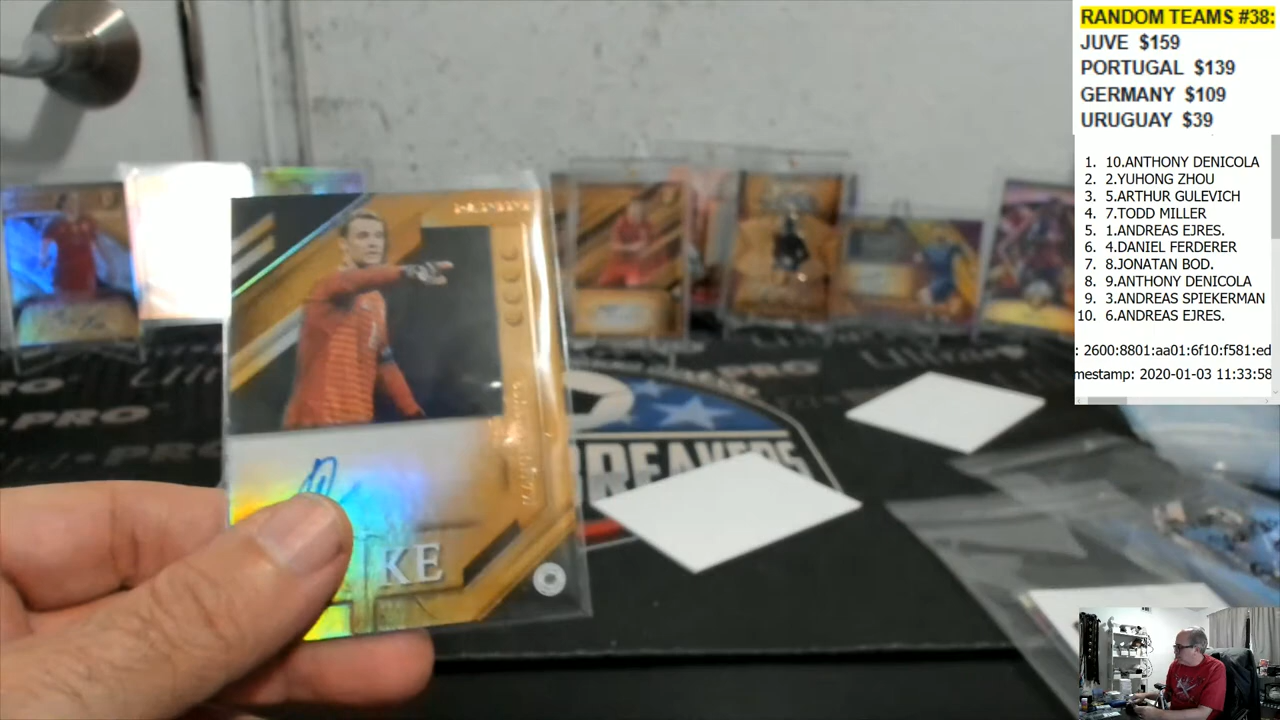 RANDOM TEAMS #38:
JUVE $159
PORTUGAL $139
GERMANY $109
URUGUAY $39
1. 10.ANTHONY DENICOLA
2. 2.YUHONG ZHOU
3. 5.ARTHUR GULEVICH
4. 7.TODD MILLER
5. 1.ANDREAS EJRES.
6. 4.DANIEL FERDERER
7. 8.JONATAN BOD.
8. 9.ANTHONY DENICOLA
9. 3.ANDREAS SPIEKERMAN
10. 6.ANDREAS EJRES.
: 2600:8801:aa01:6f10:f581:ed
mestamp: 2020-01-03 11:33:58
BREAKERS
PRO
PRO
KE